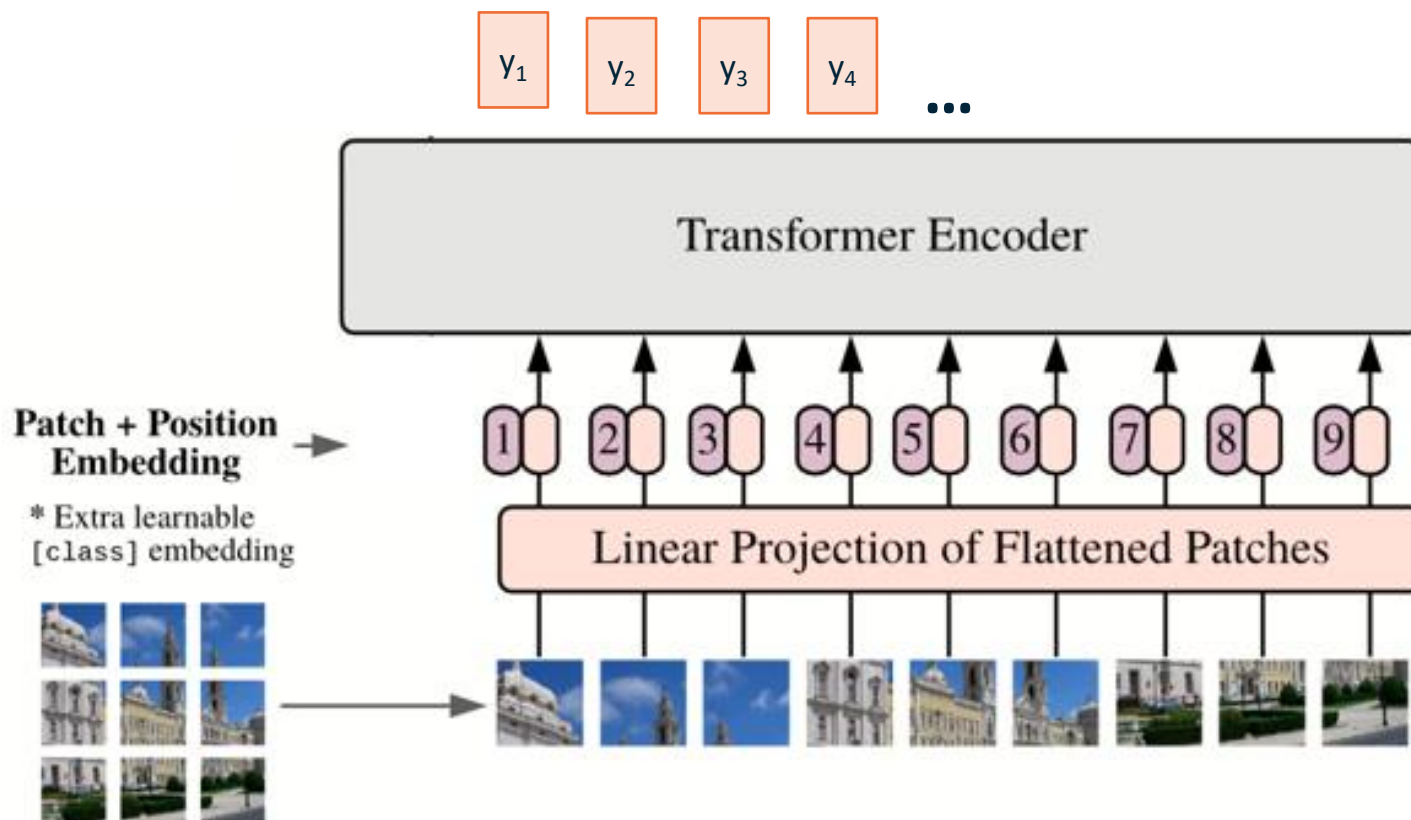 y1 y2 y3 y4 ...
Transformer Encoder
Patch + Position
Embedding
1 2 3 4 5 6 7 8 9
* Extra learnable
[class] embedding
Linear Projection of Flattened Patches